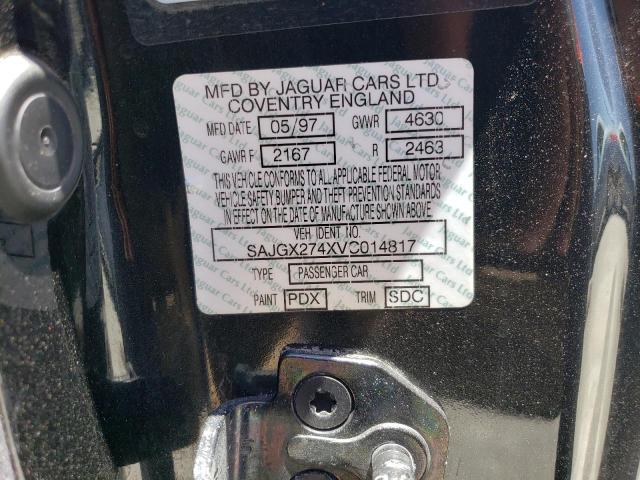 MFD BY JAGUAR CARS LTD
COVENTRY ENGLAND
MFD DATE 05/97 GVWR 4630
GAWR F 2167 R 2463
THIS VEHICLE CONFORMS TO ALL APPLICABLE FEDERAL MOTOR
VEHICLE SAFETY BUMPER AND THEFT PREVENTION STANDARDS
IN EFFECT ON THE DATE OF MANUFACTURE SHOWN ABOVE
VEH IDENT NO.
SAJGX274XVC014817
TYPE PASSENGER CAR
PAINT PDX TRIM SDC